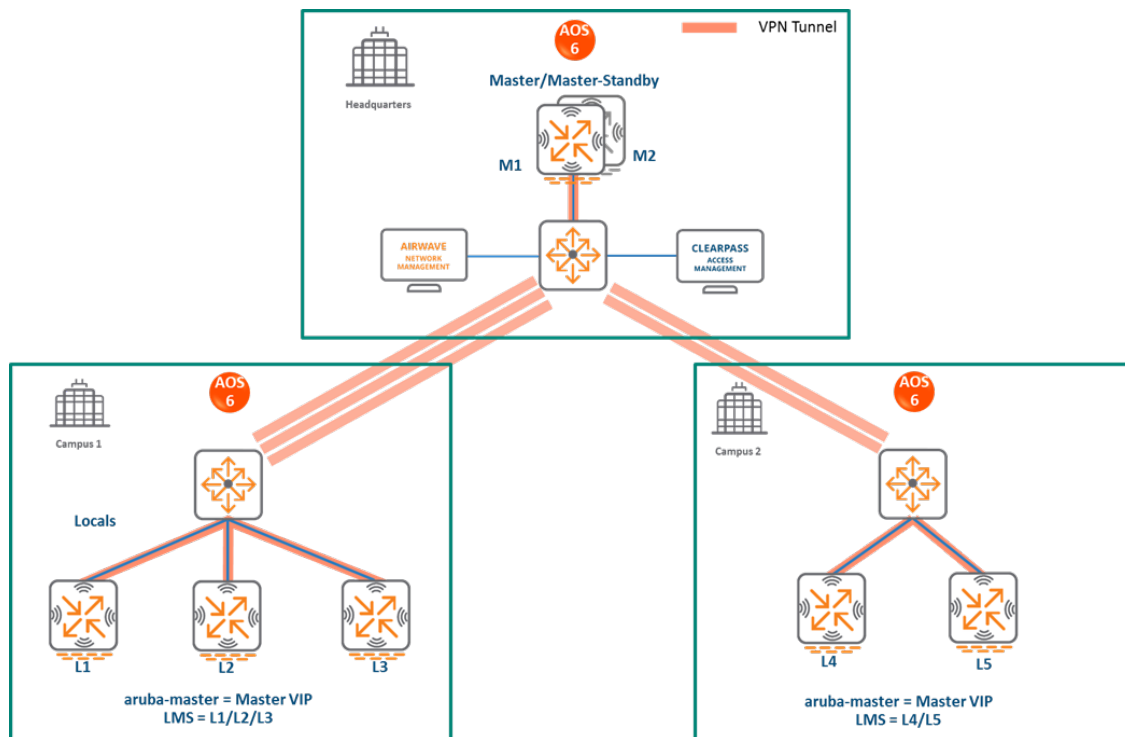 AOS
6
VPN Tunnel
Headquarters
Master/Master-Standby
M1
M2
AIRWAVE
NETWORK
MANAGEMENT
CLEARPASS
ACCESS
MANAGEMENT
AOS
6
Campus 1
Locals
L1
L2
L3
aruba-master = Master VIP
LMS = L1/L2/L3
AOS
6
Campus 2
L4
L5
aruba-master = Master VIP
LMS = L4/L5